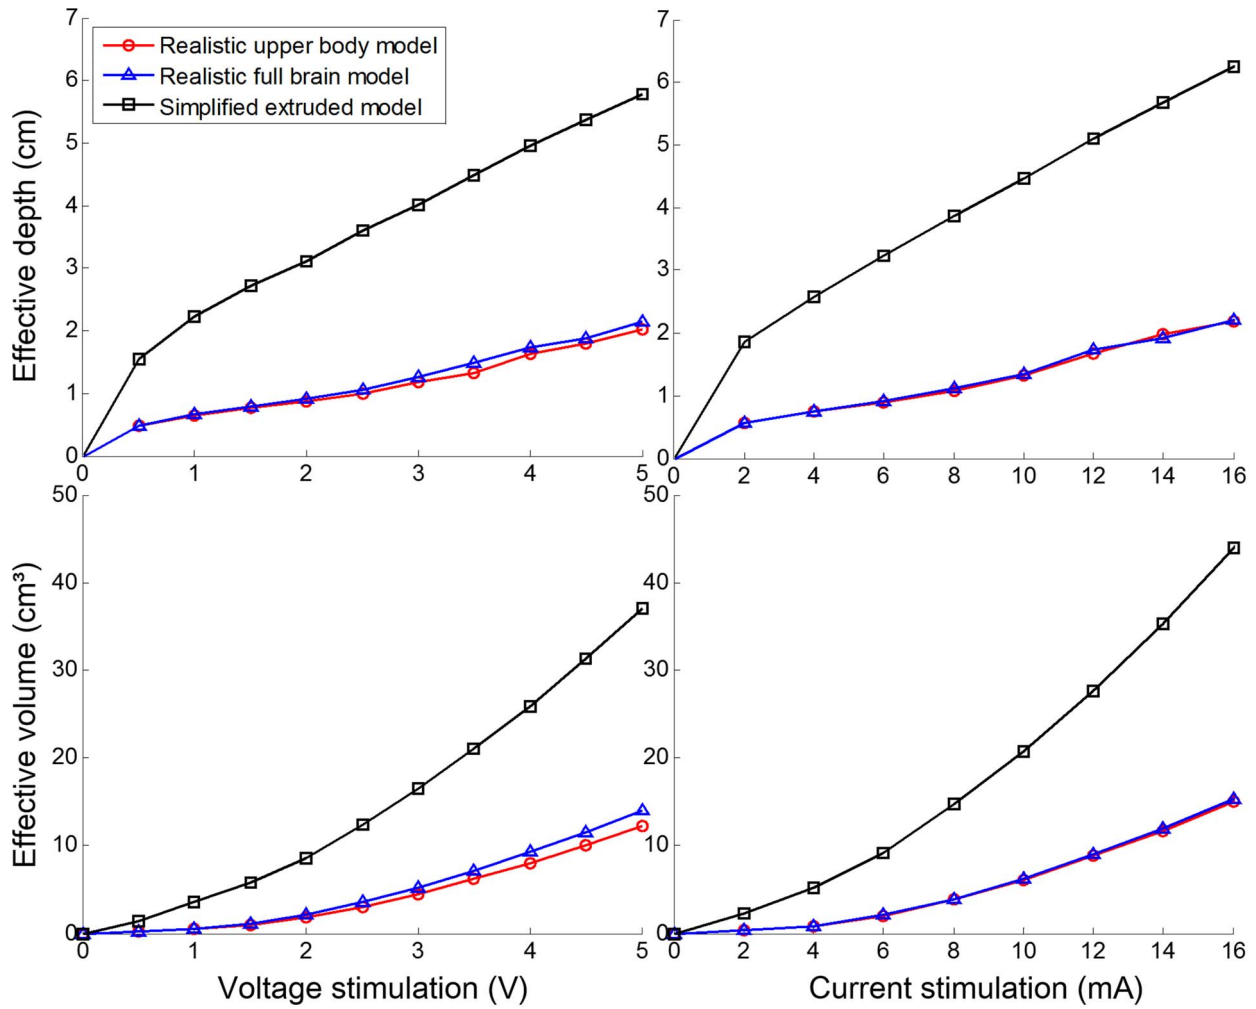 Realistic upper body model
Realistic full brain model
Simplified extruded model
Effective depth (cm)
7
6
5
4
3
2
1
0
0 1 2 3 4 5
7
6
5
4
3
2
1
0
0 2 4 6 8 10 12 14 16
Effective volume (cm³)
50
40
30
20
10
0
0 1 2 3 4 5
Voltage stimulation (V)
50
40
30
20
10
0
0 2 4 6 8 10 12 14 16
Current stimulation (mA)